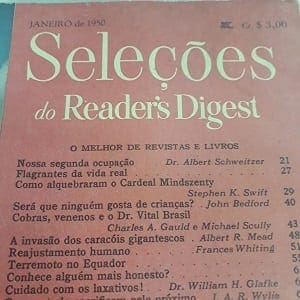 JANEIRO de 1950 Cr. $ 3,00
Seleções
do Reader's Digest
O MELHOR DE REVISTAS E LIVROS
Nossa segunda ocupação Dr. Albert Schweitzer 21
Flagrantes da vida real 27
Como alquebraram o Cardeal Mindszenty
Stephen K. Swift 29
Será que ninguém gosta de crianças? John Bedford 40
Cobras, venenos e o Dr. Vital Brasil
Charles A. Gauld e Michael Scully 43
A invasão dos caracóis gigantescos Albert R. Mead 48
Reajustamento humano Frances Whiting 51
Terremoto no Equador 55
Conhece alguém mais honesto?
Cuidado com os laxativos! Dr. William H. Glafke
J. A. R. Wylie